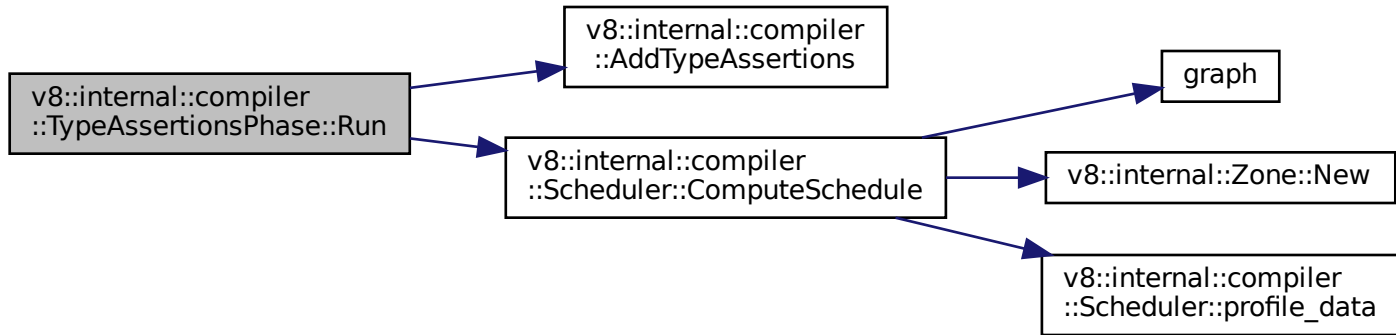 v8::internal::compiler
::TypeAssertionsPhase::Run
v8::internal::compiler
::AddTypeAssertions
v8::internal::compiler
::Scheduler::ComputeSchedule
graph
v8::internal::Zone::New
v8::internal::compiler
::Scheduler::profile_data